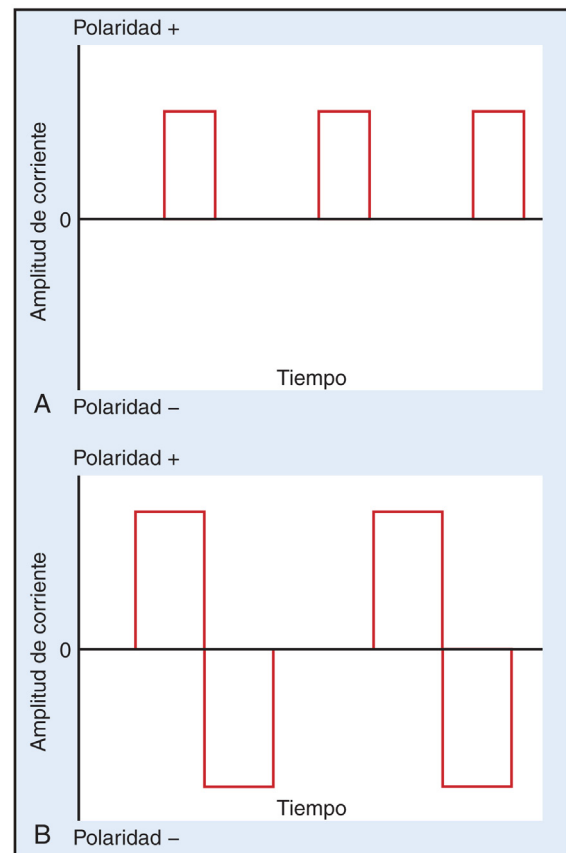 Polaridad +
Amplitud de corriente
0
Tiempo
A
Polaridad –
Polaridad +
Amplitud de corriente
0
Tiempo
B
Polaridad –